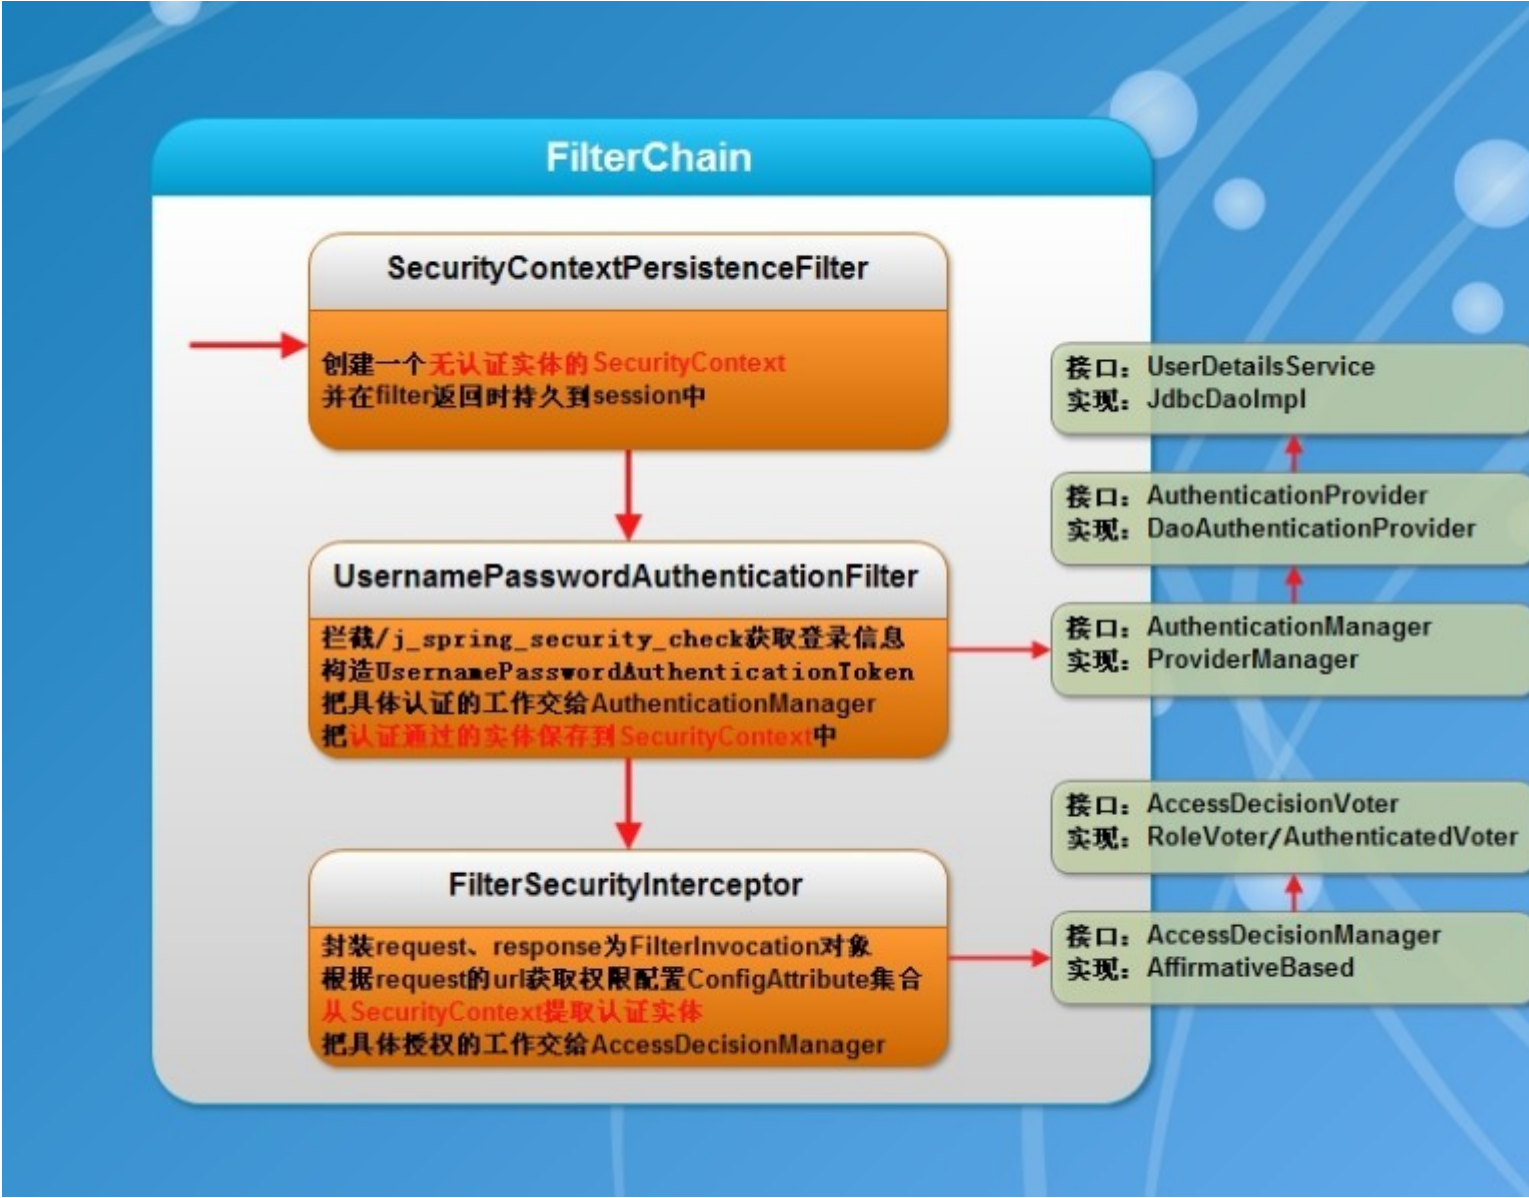 FilterChain
SecurityContextPersistenceFilter
创建一个无认证实体的SecurityContext
并在filter返回时持久到session中
UsernamePasswordAuthenticationFilter
拦截/j_spring_security_check获取登录信息
构造UsernamePasswordAuthenticationToken
把具体认证的工作交给AuthenticationManager
把认证通过的实体保存到SecurityContext中
FilterSecurityInterceptor
封装request、response为FilterInvocation对象
根据request的url获取权限配置ConfigAttribute集合
从SecurityContext提取认证实体
把具体授权的工作交给AccessDecisionManager
接口：UserDetailsService
实现：JdbcDaoImpl
接口：AuthenticationProvider
实现：DaoAuthenticationProvider
接口：AuthenticationManager
实现：ProviderManager
接口：AccessDecisionVoter
实现：RoleVoter/AuthenticatedVoter
接口：AccessDecisionManager
实现：AffirmativeBased